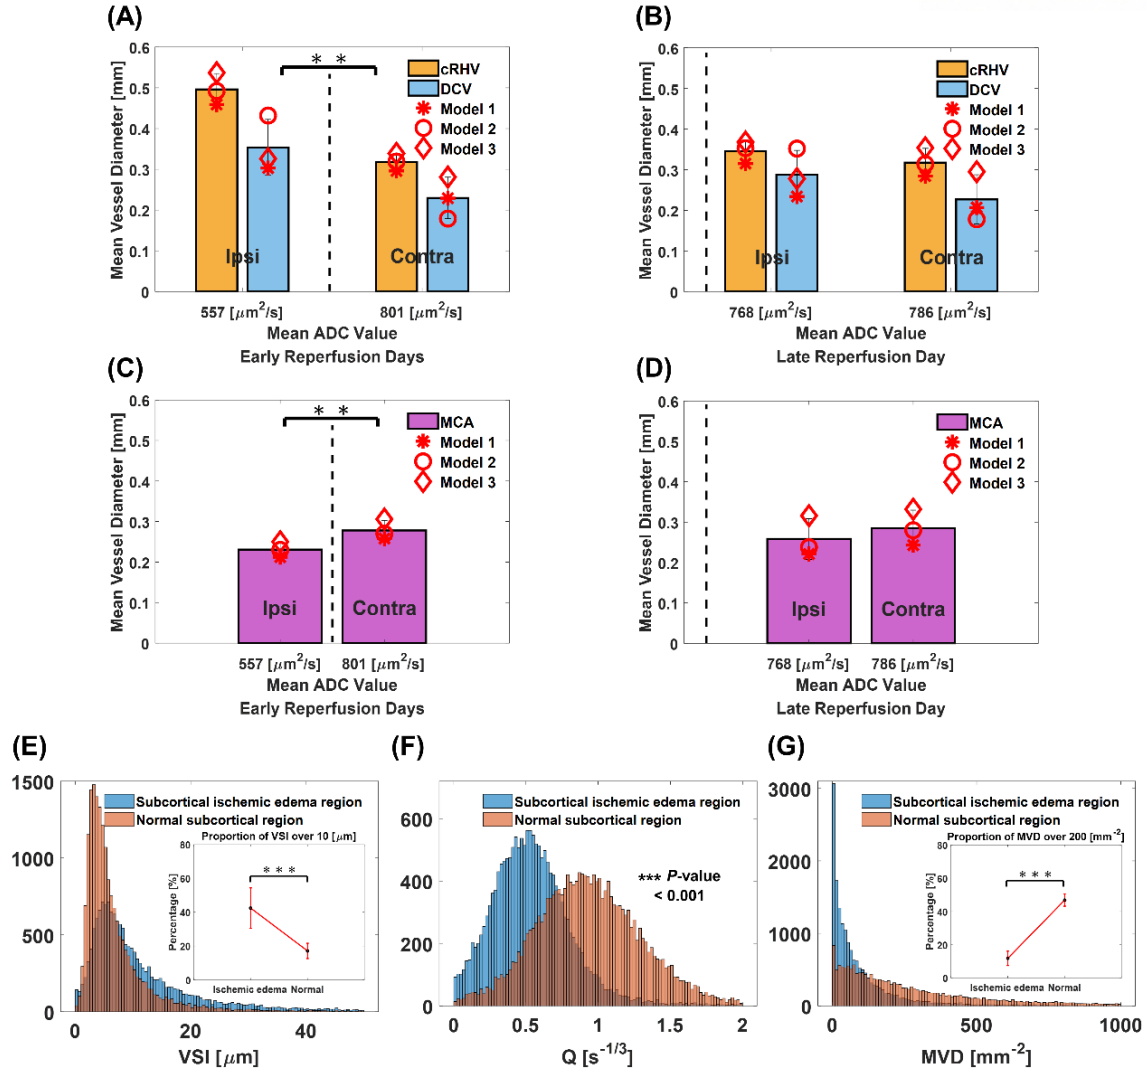 (A)
0.6
0.5
0.4
0.3
0.2
0.1
0
Mean Vessel Diameter [mm]
* *
cRHV
DCV
Model 1
Model 2
Model 3
Ipsi
Contra
557 [μm²/s]
801 [μm²/s]
Mean ADC Value
Early Reperfusion Days
(B)
0.6
0.5
0.4
0.3
0.2
0.1
0
Mean Vessel Diameter [mm]
cRHV
DCV
Model 1
Model 2
Model 3
Ipsi
Contra
768 [μm²/s]
786 [μm²/s]
Mean ADC Value
Late Reperfusion Day
(C)
0.6
0.5
0.4
0.3
0.2
0.1
0
Mean Vessel Diameter [mm]
* *
MCA
Model 1
Model 2
Model 3
Ipsi
Contra
557 [μm²/s]
801 [μm²/s]
Mean ADC Value
Early Reperfusion Days
(D)
0.6
0.5
0.4
0.3
0.2
0.1
0
Mean Vessel Diameter [mm]
MCA
Model 1
Model 2
Model 3
Ipsi
Contra
768 [μm²/s]
786 [μm²/s]
Mean ADC Value
Late Reperfusion Day
(E)
1500
1000
500
0
Subcortical ischemic edema region
Normal subcortical region
Proportion of VSI over 10 [μm]
80
60
40
20
0
Percentage [%]
* * *
Ischemic edema
Normal
0
20
40
VSI [μm]
(F)
600
400
200
0
Subcortical ischemic edema region
Normal subcortical region
*** P-value
< 0.001
0
0.5
1
1.5
2
Q [s⁻¹/³]
(G)
3000
2000
1000
0
Subcortical ischemic edema region
Normal subcortical region
Proportion of MVD over 200 [mm⁻²]
80
60
40
20
0
Percentage [%]
* * *
Ischemic edema
Normal
0
500
1000
MVD [mm⁻²]